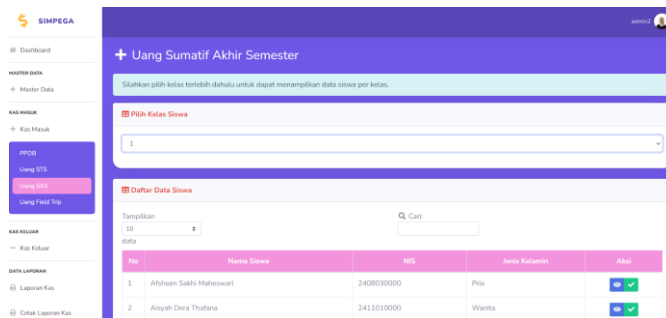 SIMPEGA
admin2
Dashboard
MASTER DATA
Master Data
KAS MASUK
Kas Masuk
PPDB
Uang STS
Uang SAS
Uang Field Trip
KAS KELUAR
Kas Keluar
DATA LAPORAN
Laporan Kas
Cetak Laporan Kas
Uang Sumatif Akhir Semester
Silahkan pilih kelas terlebih dahulu untuk dapat menampilkan data siswa per kelas.
Pilih Kelas Siswa
1
Daftar Data Siswa
Tampilkan
10
data
Cari:
No Nama Siswa NIS Jenis Kelamin Aksi
1 Afsheen Sakhi Maheswari 2408030000 Pria
2 Aisyah Dera Thafana 2411010000 Wanita